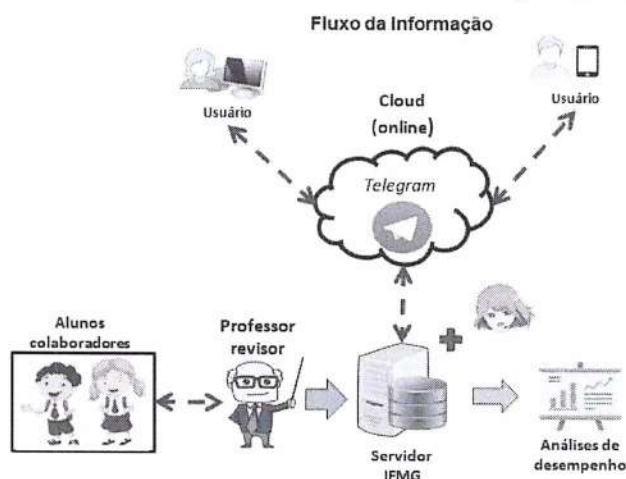 Fluxo da Informação
Usuário
Cloud
(online)
Usuário
Telegram
Alunos
colaboradores
Professor
revisor
Servidor
IFMG
Análises de
desempenho